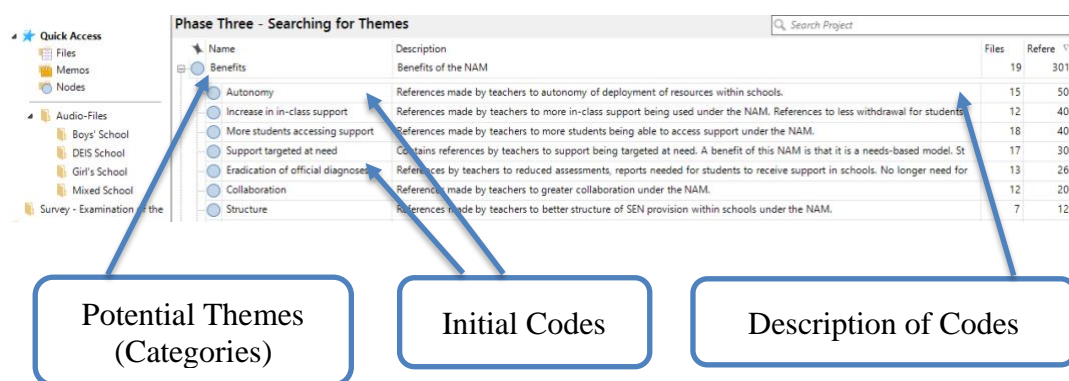 Phase Three - Searching for Themes
Search Project
Quick Access
Files
Memos
Nodes
Audio-Files
Boys' School
DEIS School
Girl's School
Mixed School
Survey - Examination of the
Name Description Files Refere
Benefits Benefits of the NAM 19 301
Autonomy References made by teachers to autonomy of deployment of resources within schools. 15 50
Increase in in-class support References made by teachers to more in-class support being used under the NAM. References to less withdrawal for students 12 40
More students accessing support References made by teachers to more students being able to access support under the NAM. 18 40
Support targeted at need Contains references by teachers to support being targeted at need. A benefit of this NAM is that it is a needs-based model. St 17 30
Eradication of official diagnoses References by teachers to reduced assessments, reports needed for students to receive support in schools. No longer need for 13 26
Collaboration References made by teachers to greater collaboration under the NAM. 12 20
Structure References made by teachers to better structure of SEN provision within schools under the NAM. 7 12
Potential Themes
(Categories)
Initial Codes
Description of Codes